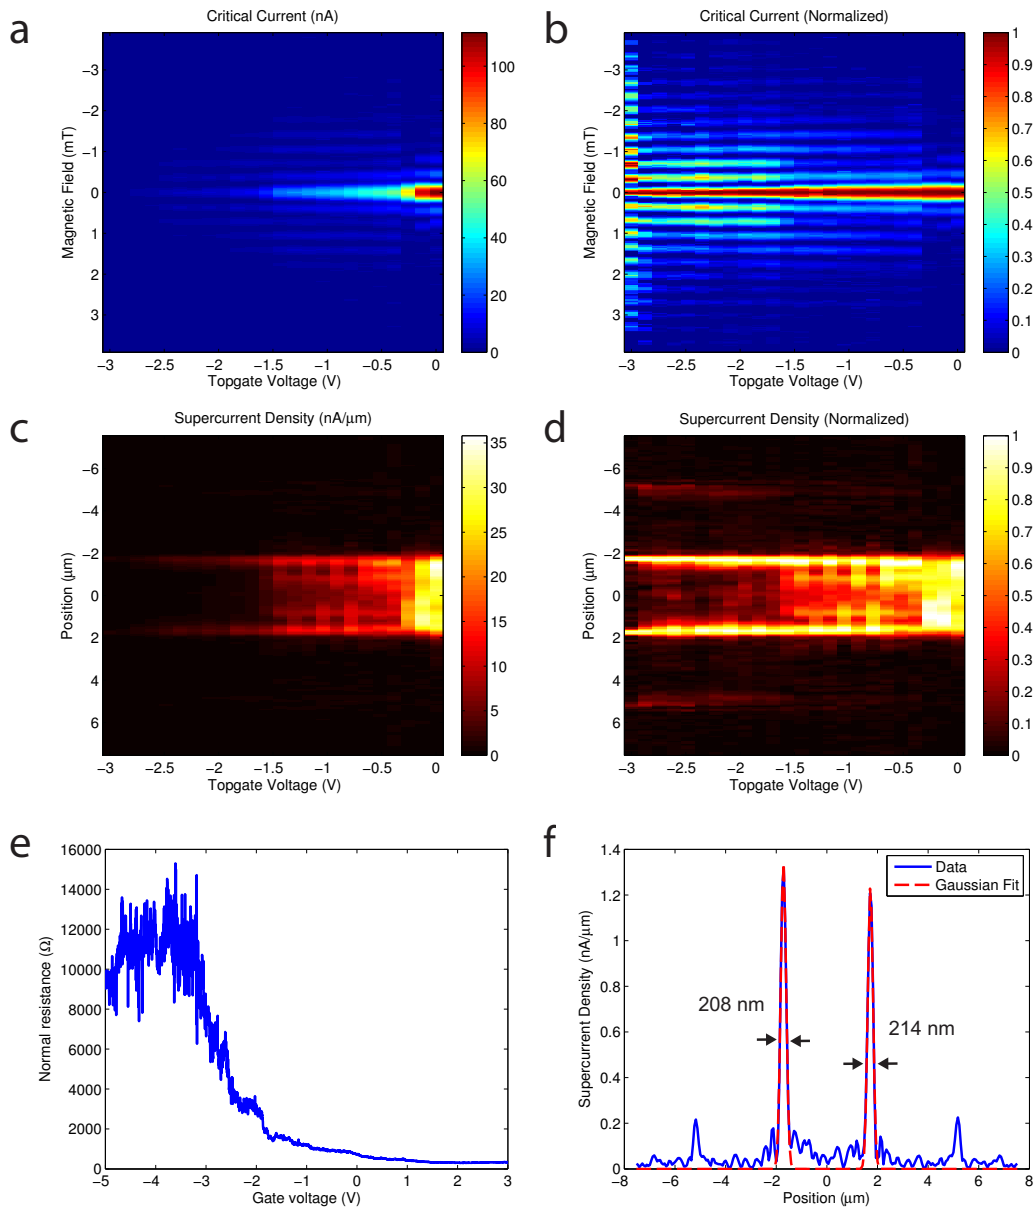 a
Critical Current (nA)
Magnetic Field (mT)
−3
−2
−1
0
1
2
3
−3 −2.5 −2 −1.5 −1 −0.5 0
Topgate Voltage (V)
100
80
60
40
20
0
b
Critical Current (Normalized)
Magnetic Field (mT)
−3
−2
−1
0
1
2
3
−3 −2.5 −2 −1.5 −1 −0.5 0
Topgate Voltage (V)
1
0.9
0.8
0.7
0.6
0.5
0.4
0.3
0.2
0.1
0
c
Supercurrent Density (nA/μm)
Position (μm)
−6
−4
−2
0
2
4
6
−3 −2.5 −2 −1.5 −1 −0.5 0
Topgate Voltage (V)
35
30
25
20
15
10
5
0
d
Supercurrent Density (Normalized)
Position (μm)
−6
−4
−2
0
2
4
6
−3 −2.5 −2 −1.5 −1 −0.5 0
Topgate Voltage (V)
1
0.9
0.8
0.7
0.6
0.5
0.4
0.3
0.2
0.1
0
e
Normal resistance (Ω)
16000
14000
12000
10000
8000
6000
4000
2000
0
−5 −4 −3 −2 −1 0 1 2 3
Gate voltage (V)
f
Supercurrent Density (nA/μm)
1.4
1.2
1
0.8
0.6
0.4
0.2
0
Data
Gaussian Fit
208 nm
214 nm
−8 −6 −4 −2 0 2 4 6 8
Position (μm)